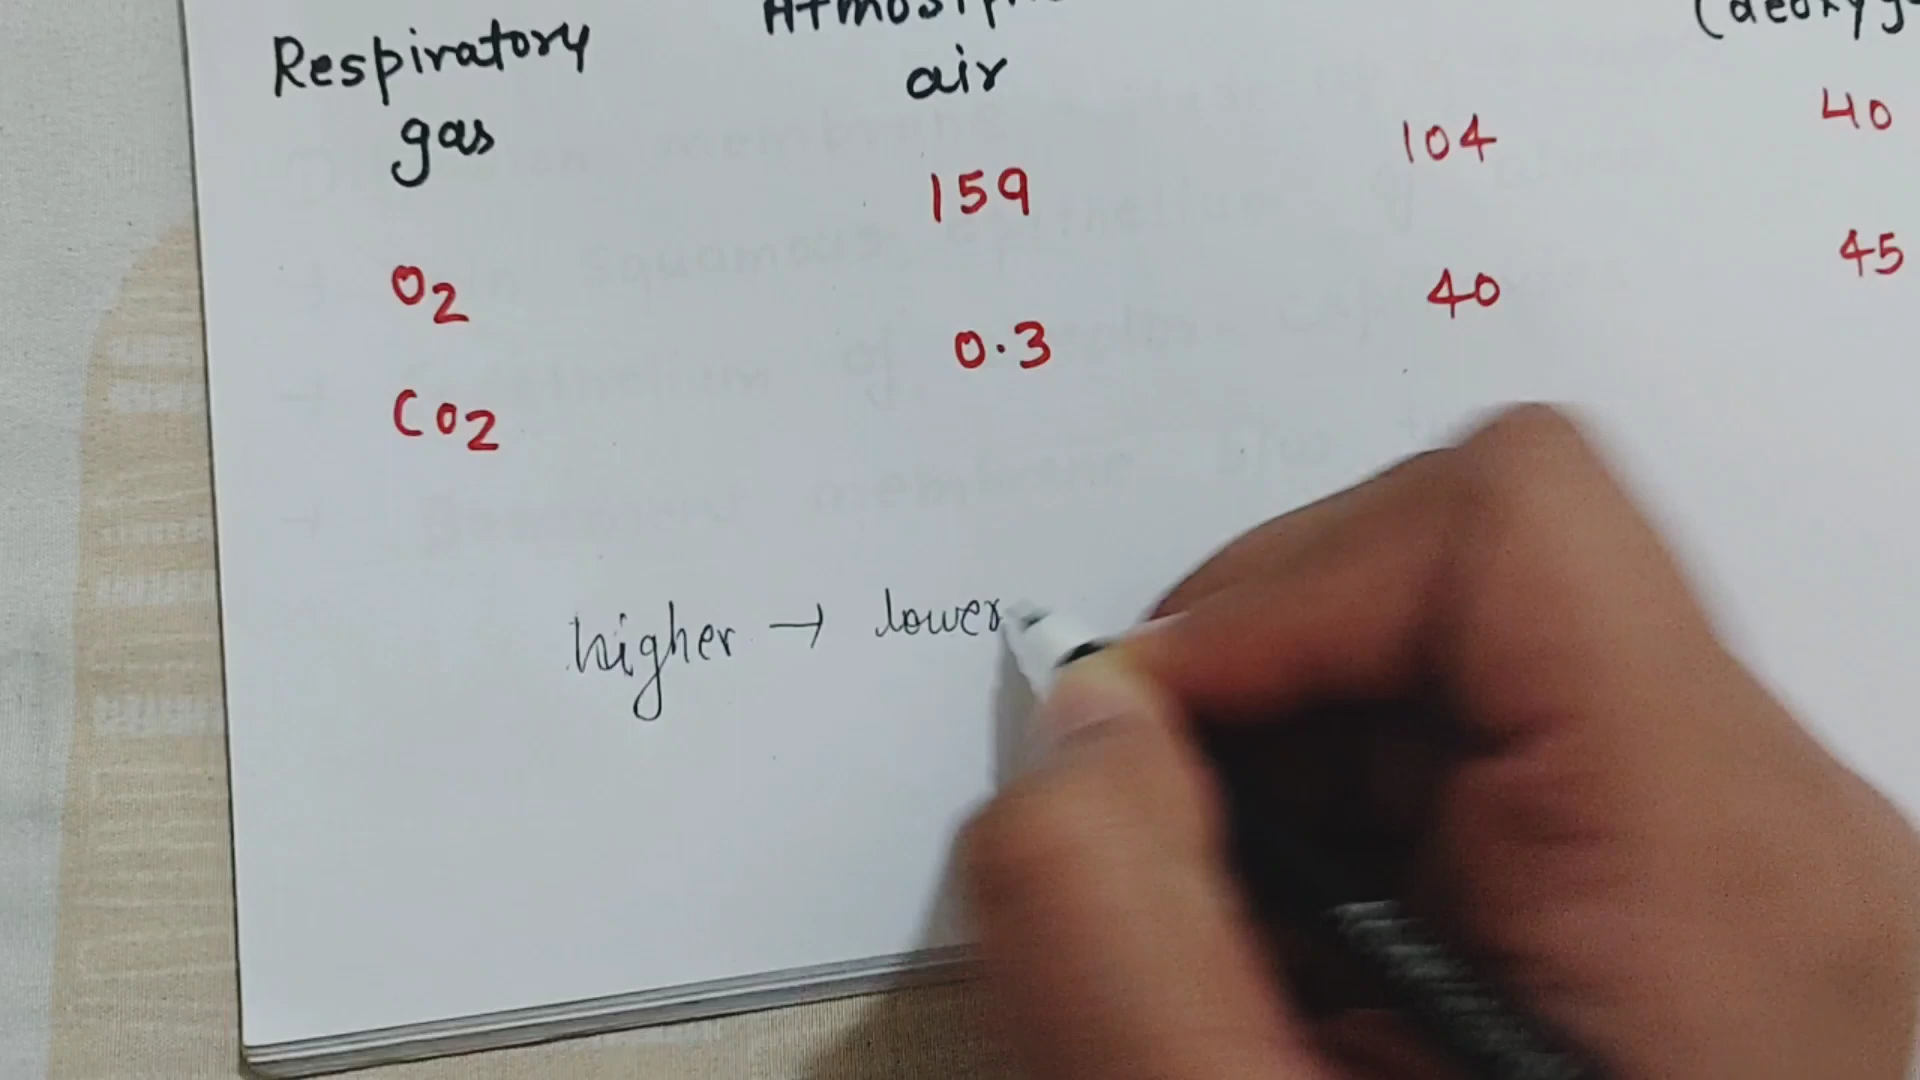 Respiratory
gas
air
159
104
40
O2
0.3
40
45
CO2
higher → lower